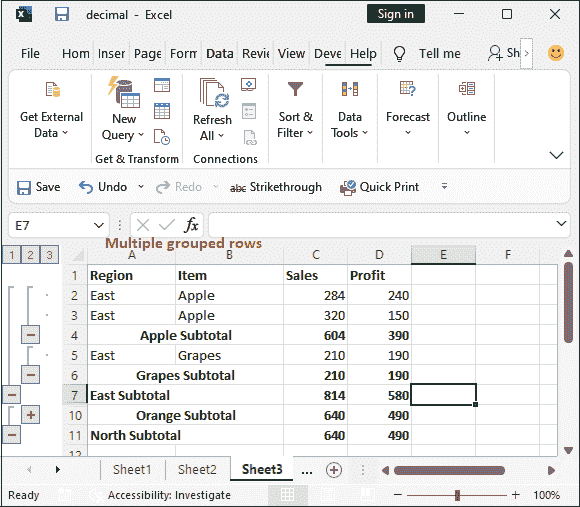 decimal - Excel Sign in
File Hom Inser Page Form Data Revie View Deve Help Tell me Sh
Get External Data New Query Refresh All Sort & Filter Data Tools Forecast Outline
Get & Transform Connections
Save Undo Redo abc Strikethrough Quick Print
E7 fx
Multiple grouped rows
1 2 3 A B C D E F
1 Region Item Sales Profit
2 East Apple 284 240
3 East Apple 320 150
4 Apple Subtotal 604 390
5 East Grapes 210 190
6 Grapes Subtotal 210 190
7 East Subtotal 814 580
10 Orange Subtotal 640 490
11 North Subtotal 640 490
12
Sheet1 Sheet2 Sheet3 ...
Ready Accessibility: Investigate 100%